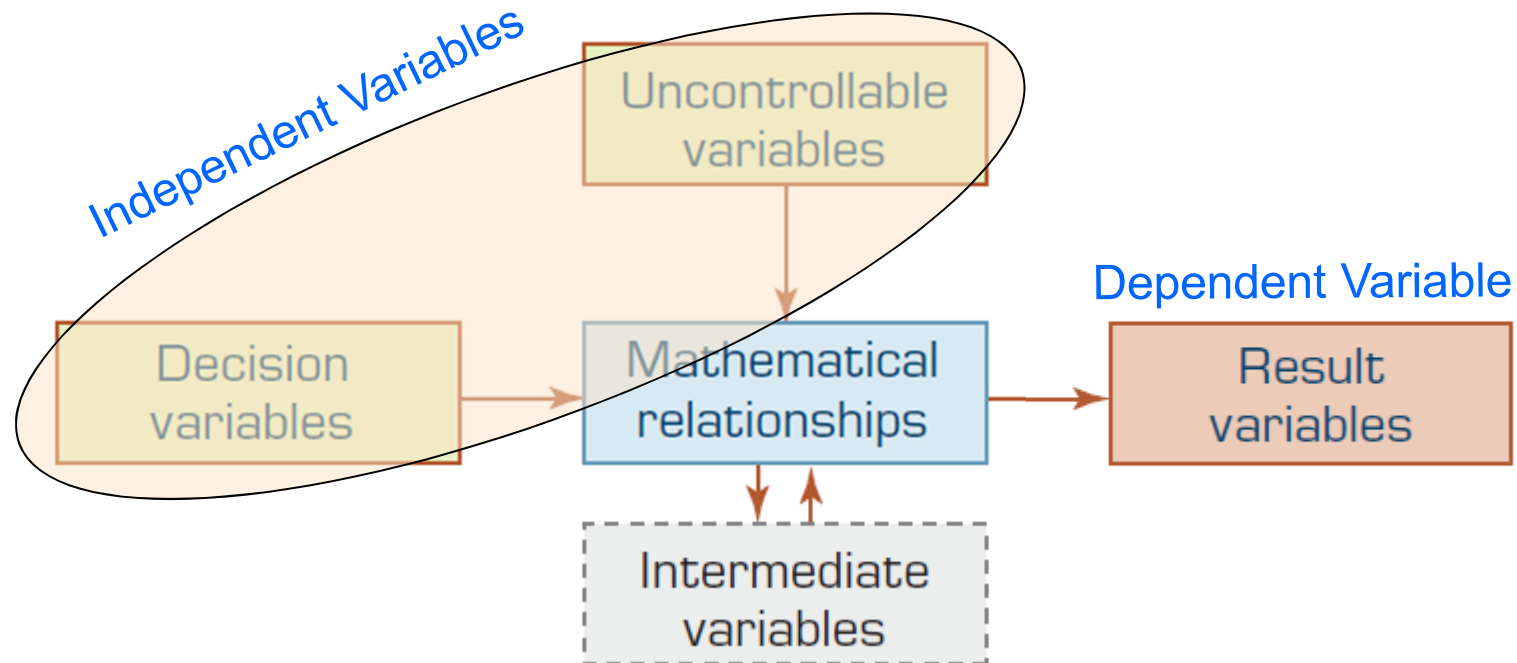 Independent Variables
Uncontrollable
variables
Dependent Variable
Decision
variables
Mathematical
relationships
Result
variables
Intermediate
variables